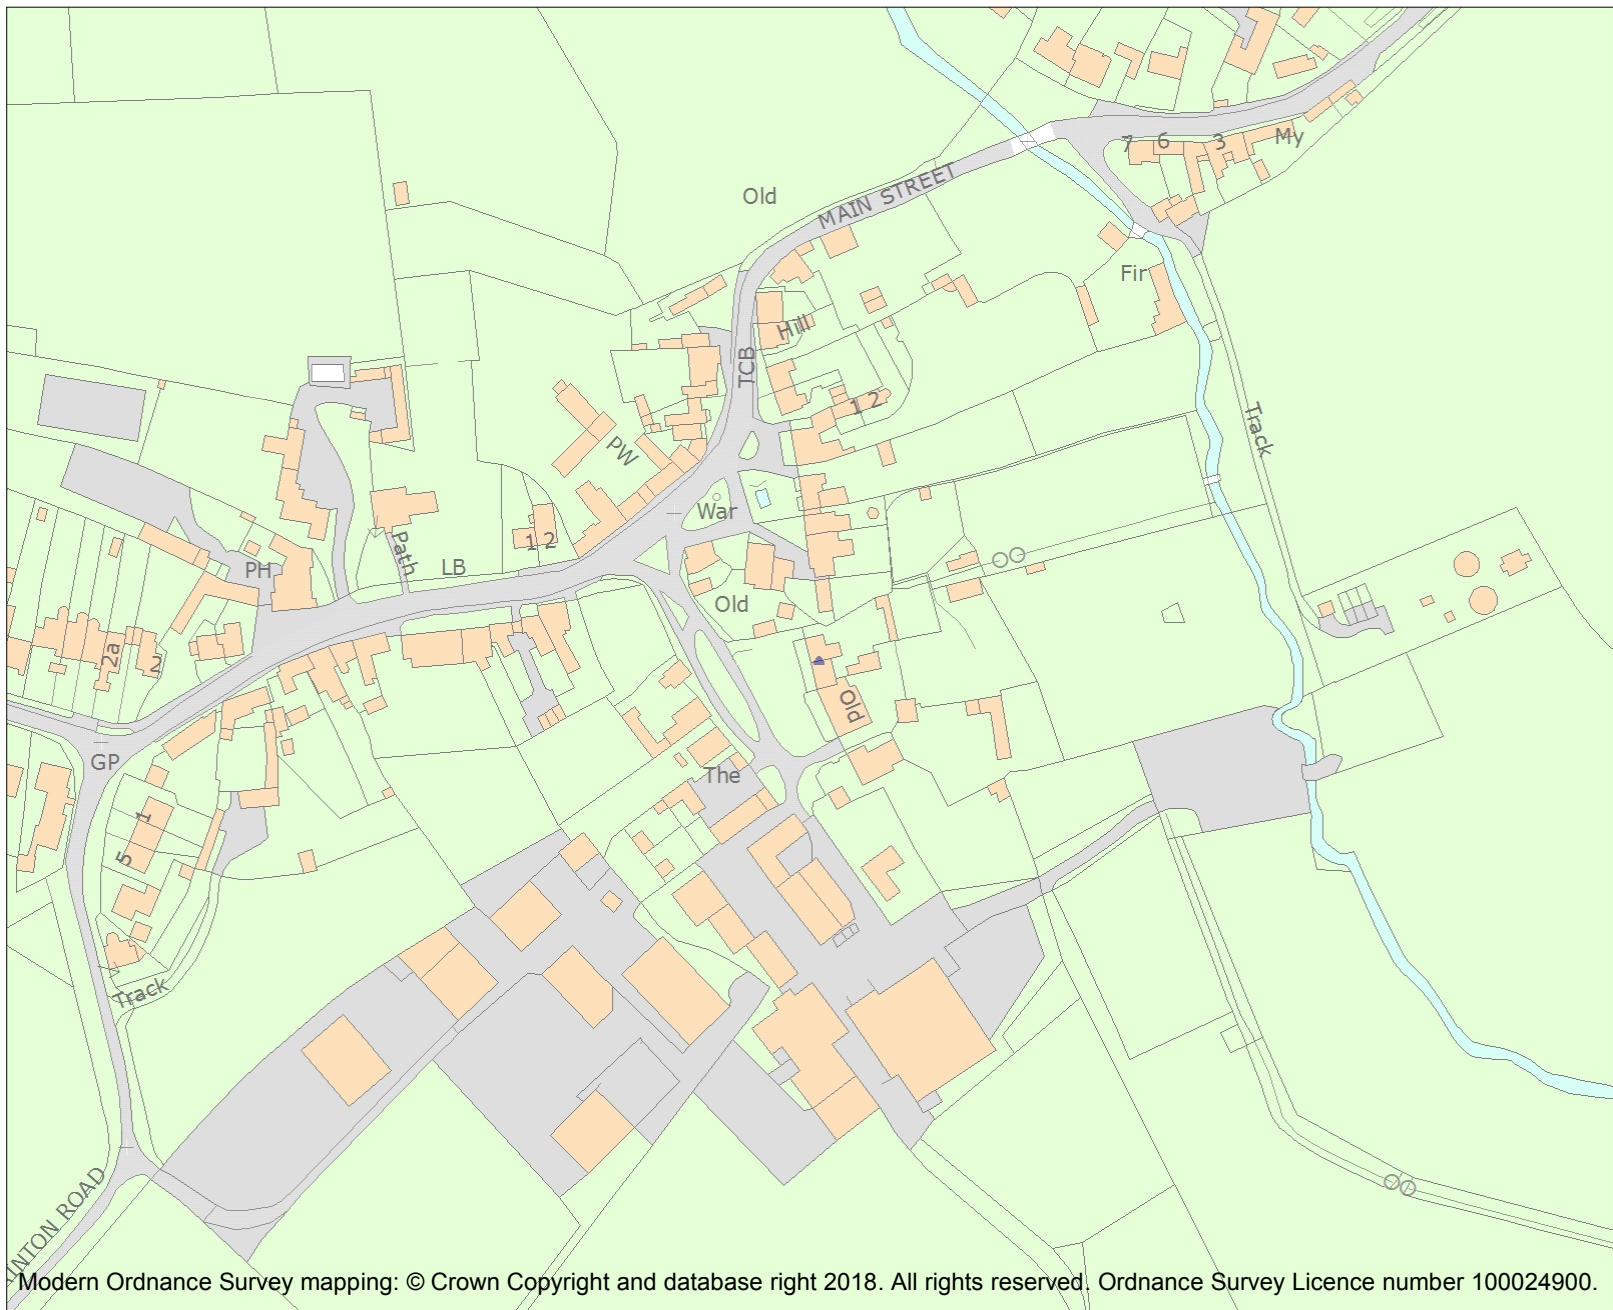 7
6
3
My
Old
MAIN STREET
Fir
Hill
TCB
1 2
Track
PW
War
1 2
Path
LB
PH
Old
2a
2
Old
GP
The
1
5
Track
INTON ROAD
Modern Ordnance Survey mapping: © Crown Copyright and database right 2018. All rights reserved. Ordnance Survey Licence number 100024900.